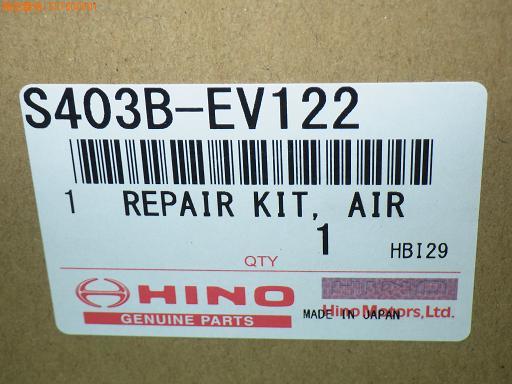 S403B-EV122
1 REPAIR KIT, AIR
1 HBI29
QTY
HINO
GENUINE PARTS
MADE IN JAPAN
Hino Motors,Ltd.